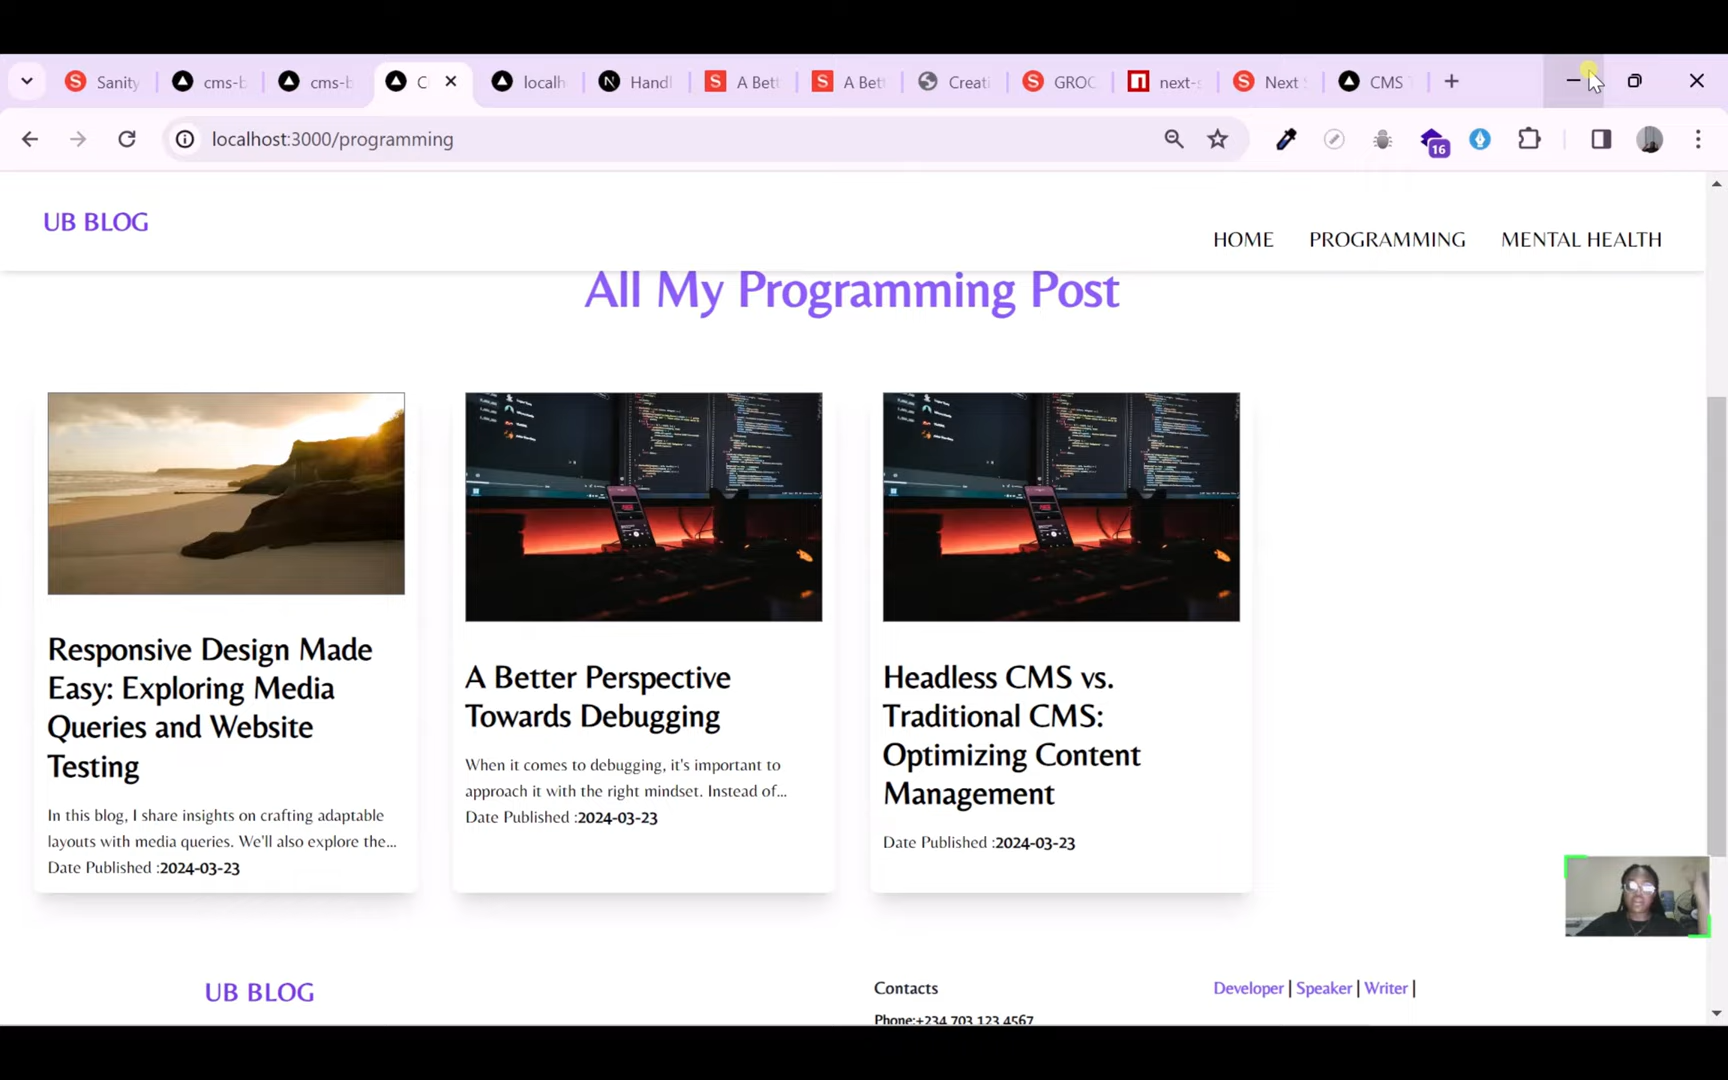 Sanity
cms-b
cms-b
C
localh
Handl
A Bett
A Bett
Creati
GROC
next-s
Next S
CMS T
localhost:3000/programming
16
UB BLOG
HOME
PROGRAMMING
MENTAL HEALTH
All My Programming Post
Responsive Design Made
Easy: Exploring Media
Queries and Website
Testing
In this blog, I share insights on crafting adaptable
layouts with media queries. We'll also explore the...
Date Published :2024-03-23
A Better Perspective
Towards Debugging
When it comes to debugging, it's important to
approach it with the right mindset. Instead of...
Date Published :2024-03-23
Headless CMS vs.
Traditional CMS:
Optimizing Content
Management
Date Published :2024-03-23
UB BLOG
Contacts
Phone:+234 703 123 4567
Developer | Speaker | Writer |